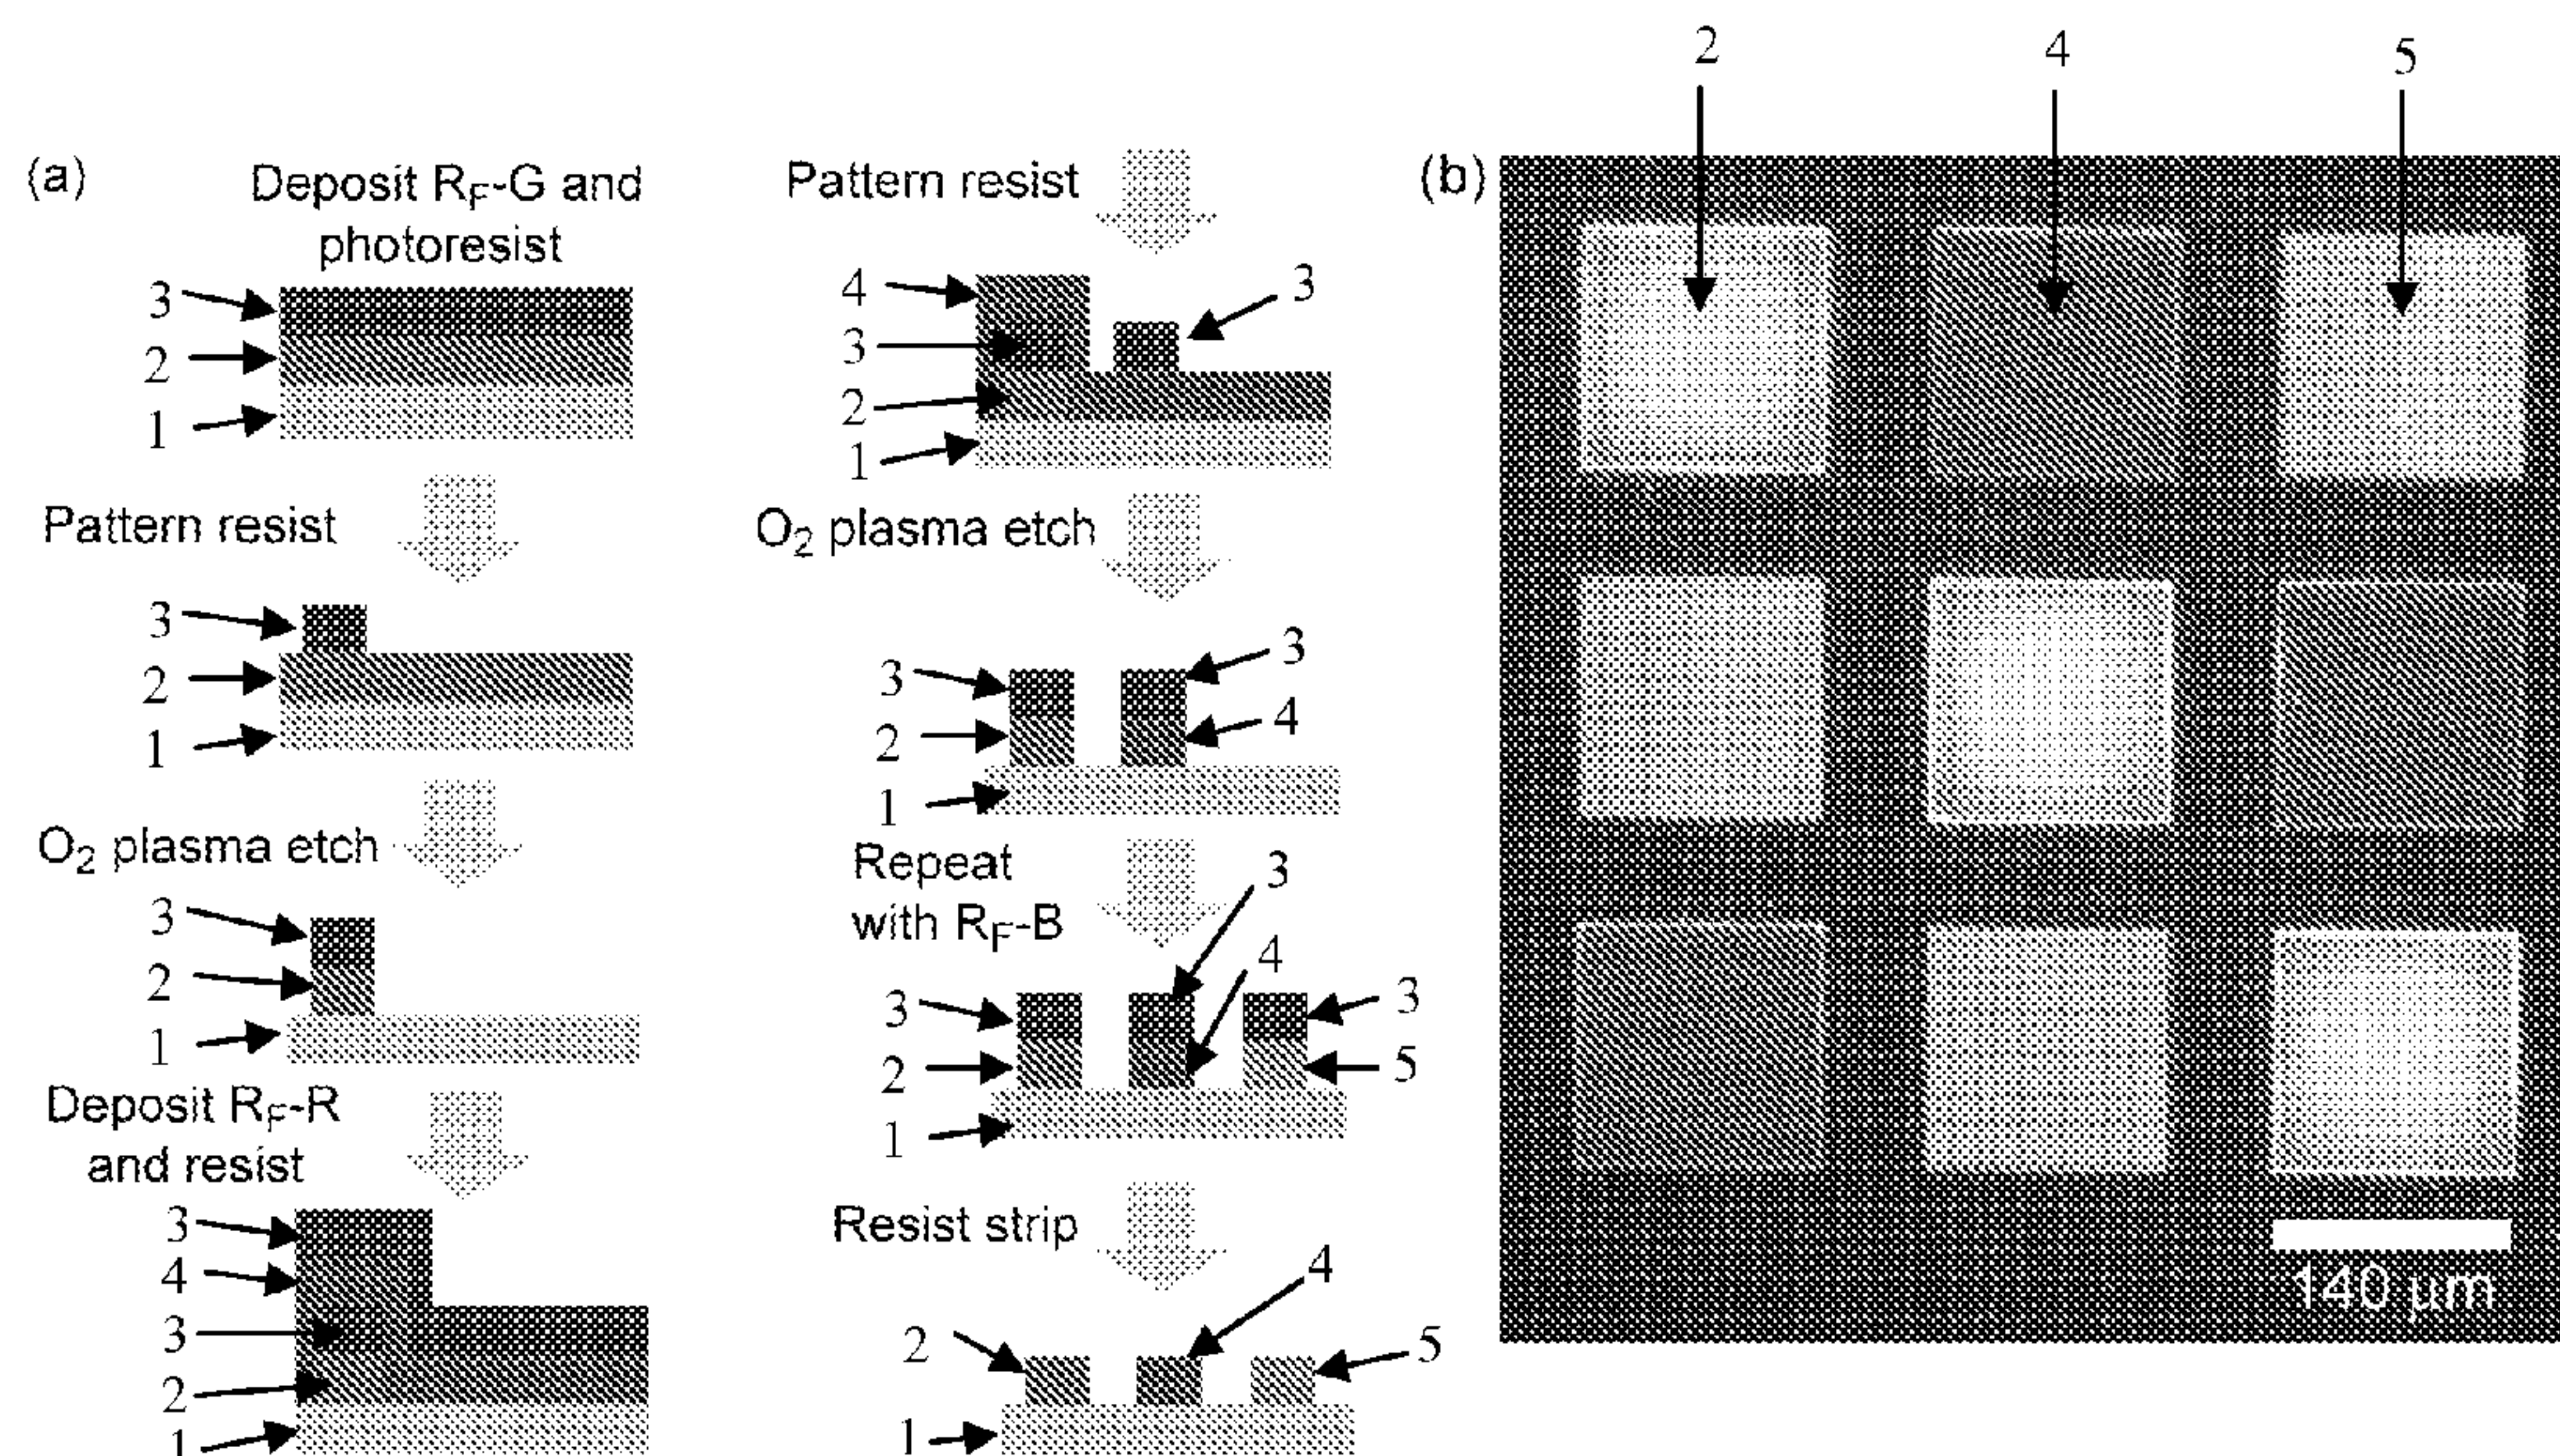 (a)
Deposit R_F-G and
photoresist
3
2
1
Pattern resist
3
2
1
O₂ plasma etch
3
2
1
Deposit R_F-R
and resist
3
4
3
2
1
Pattern resist
4
3
3
2
1
O₂ plasma etch
3
3
2
4
1
Repeat
with R_F-B
3
4
3
3
2
5
1
Resist strip
4
2
5
1
(b)
2 4 5
140 µm